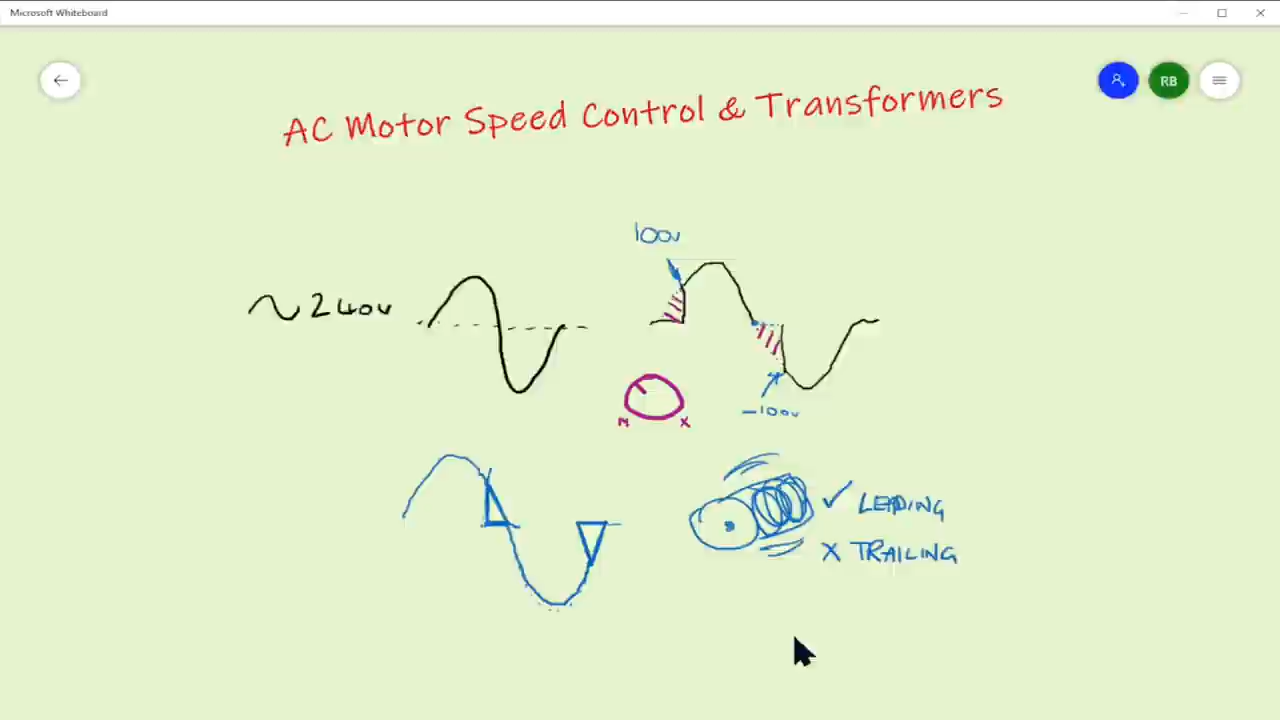 Microsoft Whiteboard
RB
AC Motor Speed Control & Transformers
100v
~240v
-100v
M X
✓ LEADING
X TRAILING